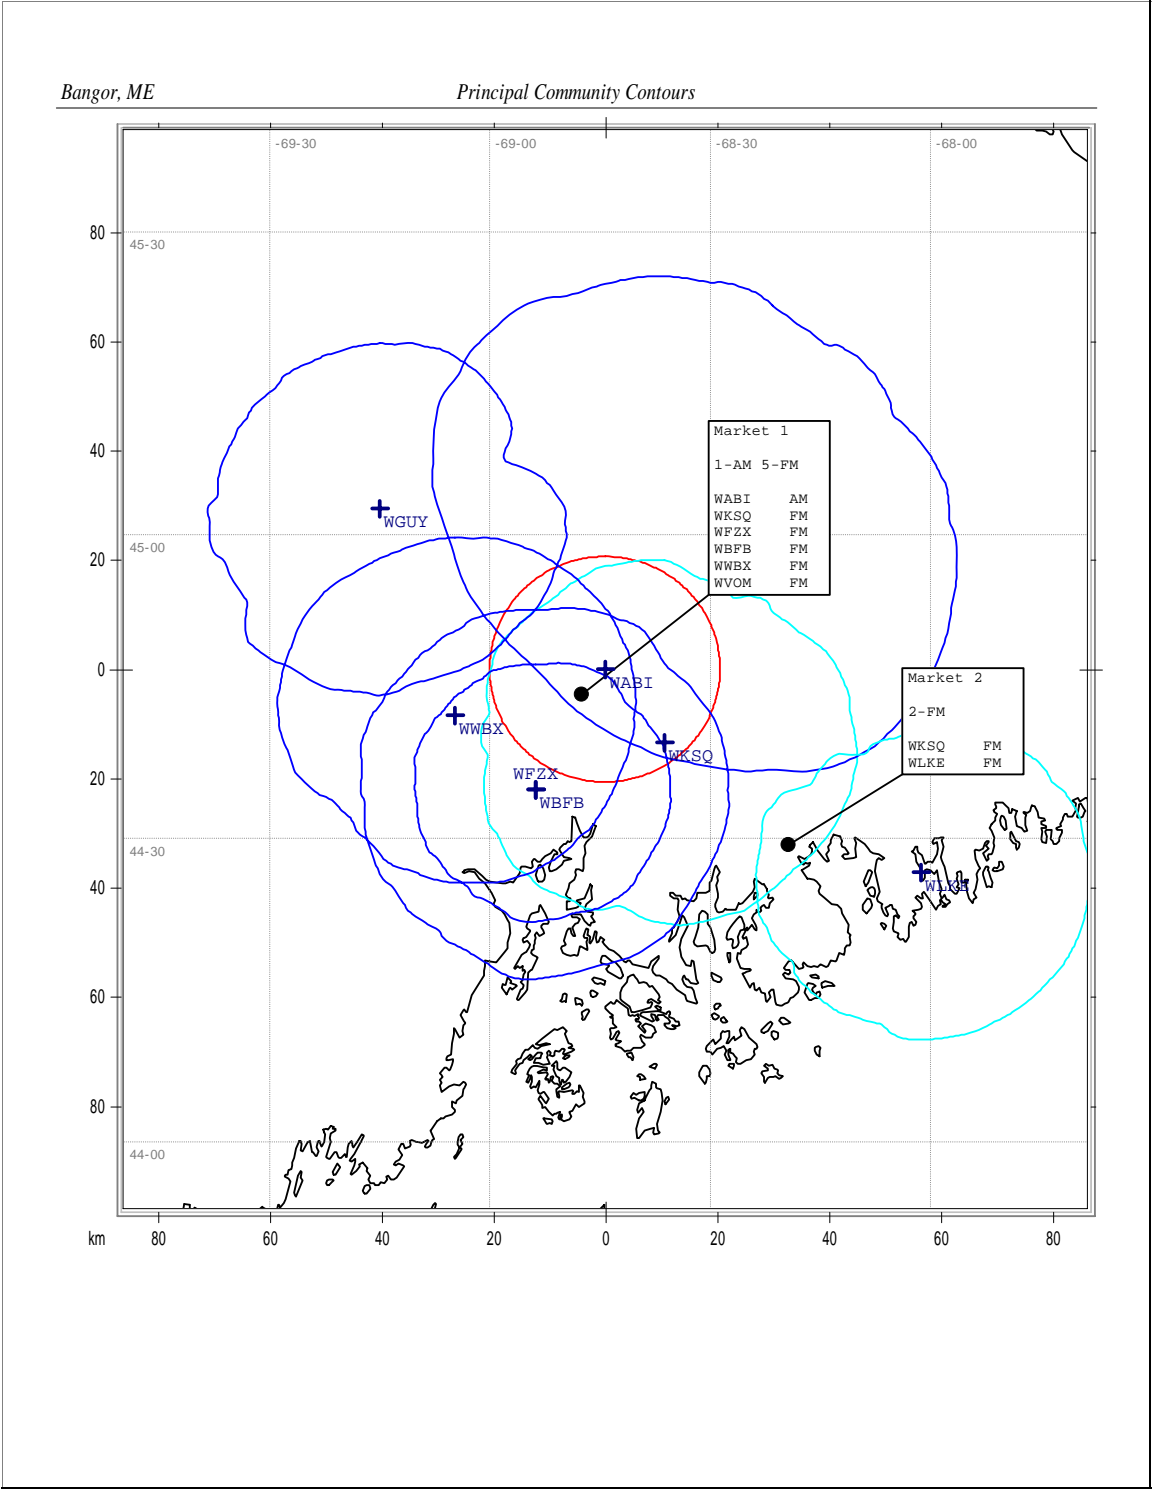 Bangor, ME Principal Community Contours
-69-30 -69-00 -68-30 -68-00
80
45-30
60
40
Market 1
1-AM 5-FM
WABI AM
WKSQ FM
WFZX FM
WBFB FM
WWBX FM
WVOM FM
WGUY
45-00
20
0
WABI
Market 2
2-FM
WKSQ FM
WLKE FM
WWBX
WKSQ
WFZX
20
WBFB
44-30
40
WLKE
60
80
44-00
km 80 60 40 20 0 20 40 60 80